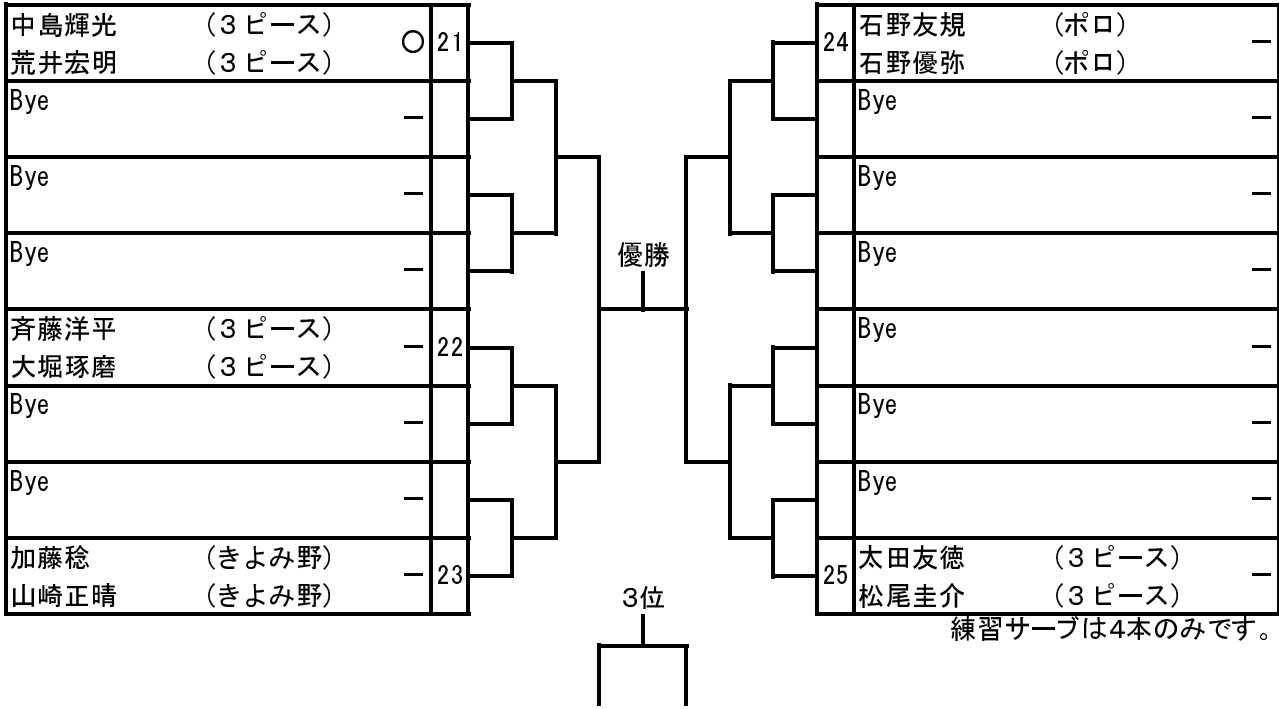 中島輝光 （３ピース） ○ 21
荒井宏明 （３ピース）
Bye －
Bye －
Bye －
斉藤洋平 （３ピース） － 22
大堀琢磨 （３ピース）
Bye －
Bye －
加藤稔 （きよみ野） － 23
山崎正晴 （きよみ野）
優勝
3位
24 石野友規 （ポロ） －
石野優弥 （ポロ）
Bye －
Bye －
Bye －
Bye －
Bye －
Bye －
25 太田友徳 （３ピース） －
松尾圭介 （３ピース）
練習サーブは4本のみです。